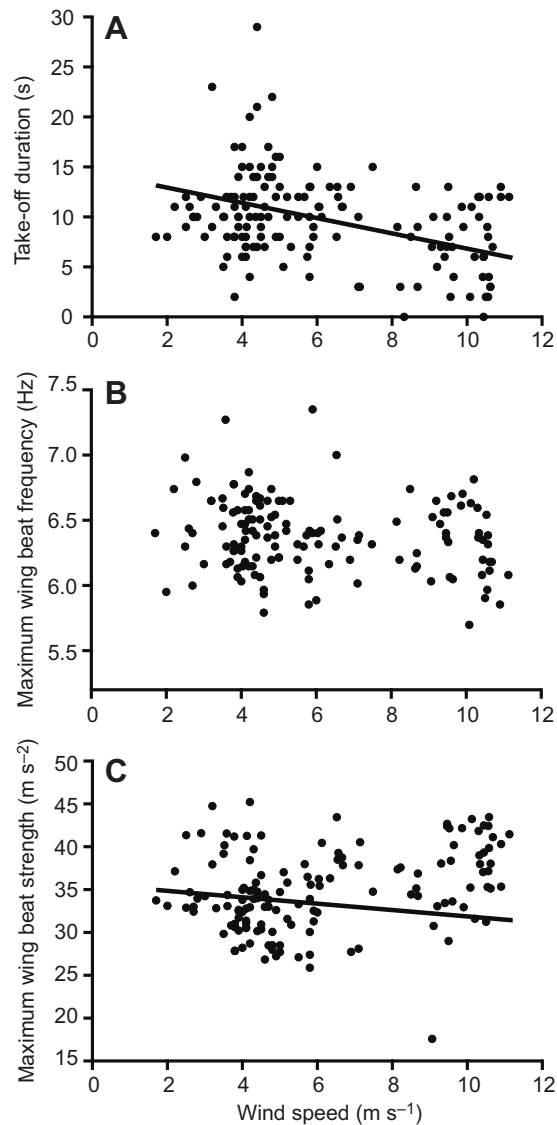 A
Take-off duration (s)
30
25
20
15
10
5
0
0 2 4 6 8 10 12
B
Maximum wing beat frequency (Hz)
7.5
7.0
6.5
6.0
5.5
0 2 4 6 8 10 12
C
Maximum wing beat strength (m s⁻²)
50
45
40
35
30
25
20
15
0 2 4 6 8 10 12
Wind speed (m s⁻¹)